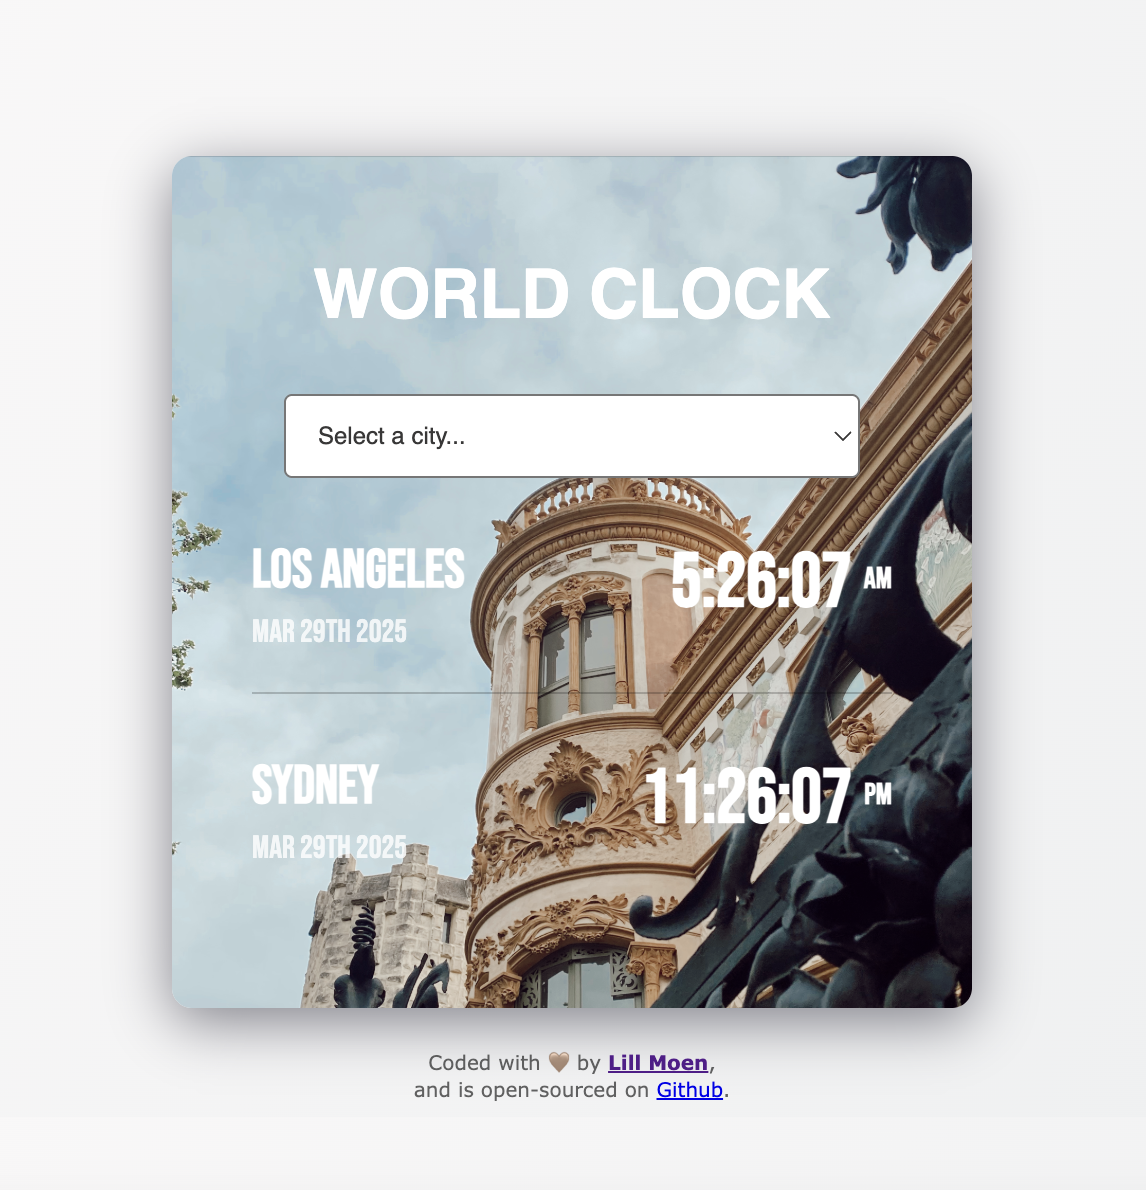 WORLD CLOCK
Select a city...
LOS ANGELES
5:26:07 AM
MAR 29TH 2025
SYDNEY
11:26:07 PM
MAR 29TH 2025
Coded with 🤎 by Lill Moen,
and is open-sourced on Github.